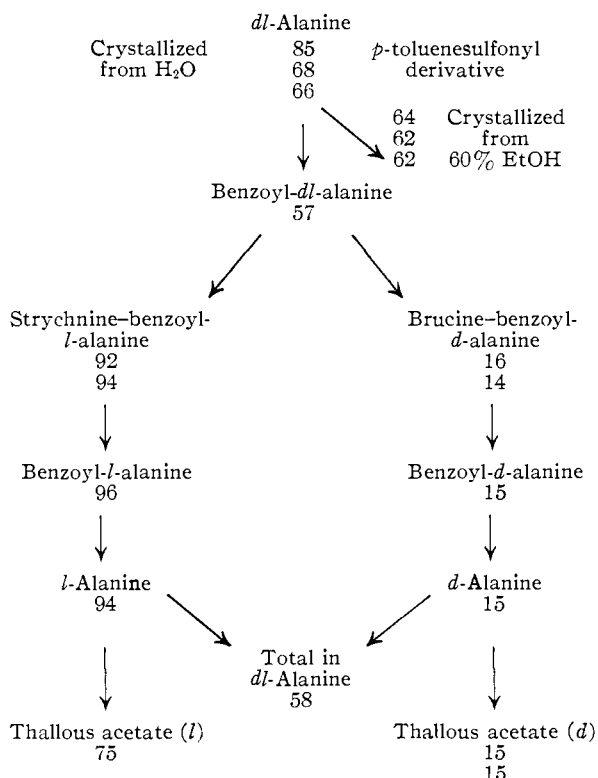 dl-Alanine
Crystallized
from H₂O
85
68
66
p-toluenesulfonyl
derivative
64
62
62
Crystallized
from
60% EtOH
Benzoyl-dl-alanine
57
Strychnine–benzoyl-
l-alanine
92
94
Brucine–benzoyl-
d-alanine
16
14
Benzoyl-l-alanine
96
Benzoyl-d-alanine
15
l-Alanine
94
d-Alanine
15
Total in
dl-Alanine
58
Thallous acetate (l)
75
Thallous acetate (d)
15
15